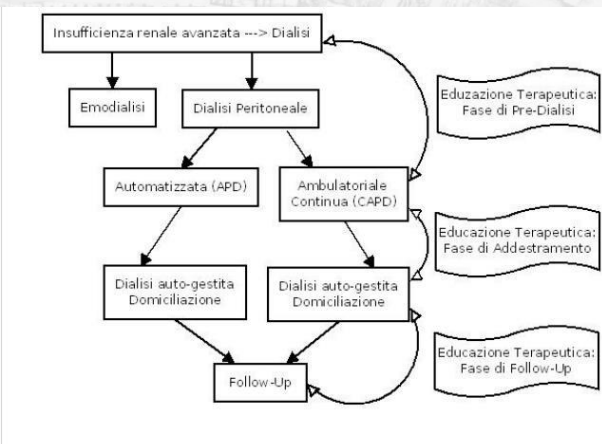 Insufficienza renale avanzata ---> Dialisi
Emodialisi
Dialisi Peritoneale
Eduzazione Terapeutica:
Fase di Pre-Dialisi
Automatizzata (APD)
Ambulatoriale
Continua (CAPD)
Educazione Terapeutica:
Fase di Addestramento
Dialisi auto-gestita
Domiciliazione
Dialisi auto-gestita
Domiciliazione
Educazione Terapeutica:
Fase di Follow-Up
Follow-Up